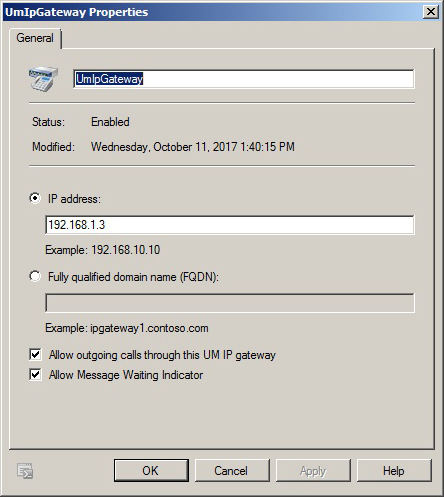 UmIpGateway Properties
General
UmIpGateway
Status: Enabled
Modified: Wednesday, October 11, 2017 1:40:15 PM
IP address:
192.168.1.3
Example: 192.168.10.10
Fully qualified domain name (FQDN):
Example: ipgateway1.contoso.com
Allow outgoing calls through this UM IP gateway
Allow Message Waiting Indicator
OK Cancel Apply Help